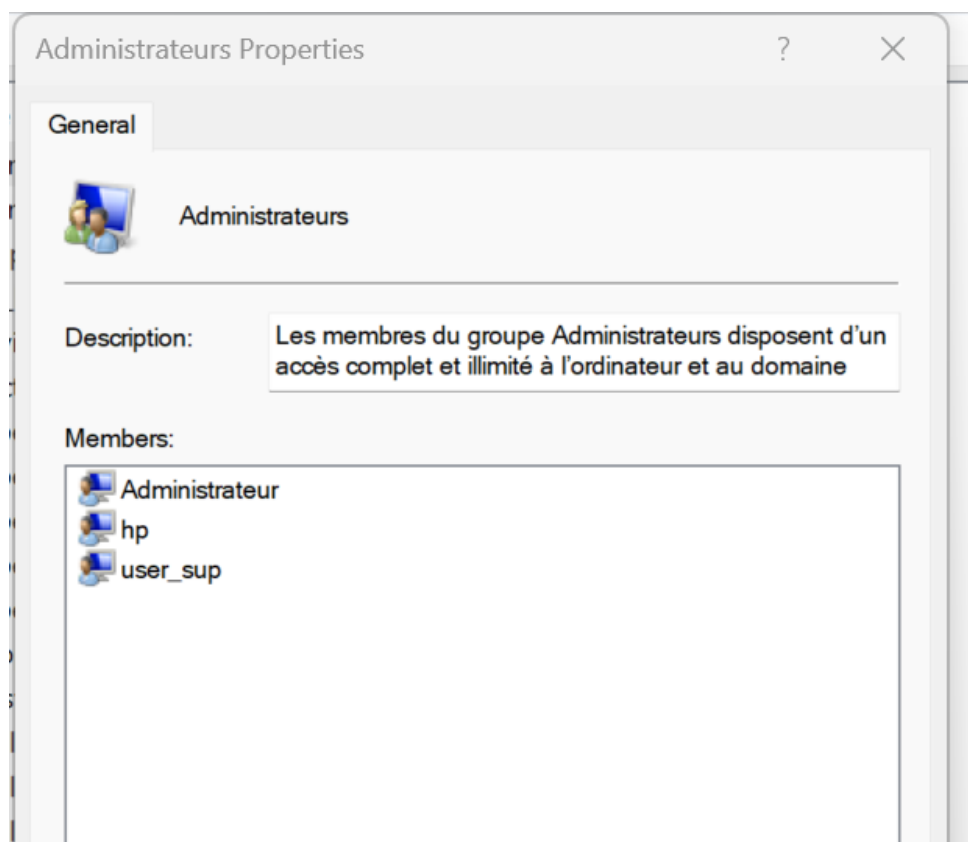 Administrateurs Properties
?
General
Administrateurs
Description:
Les membres du groupe Administrateurs disposent d’un
accès complet et illimité à l’ordinateur et au domaine
Members:
Administrateur
hp
user_sup